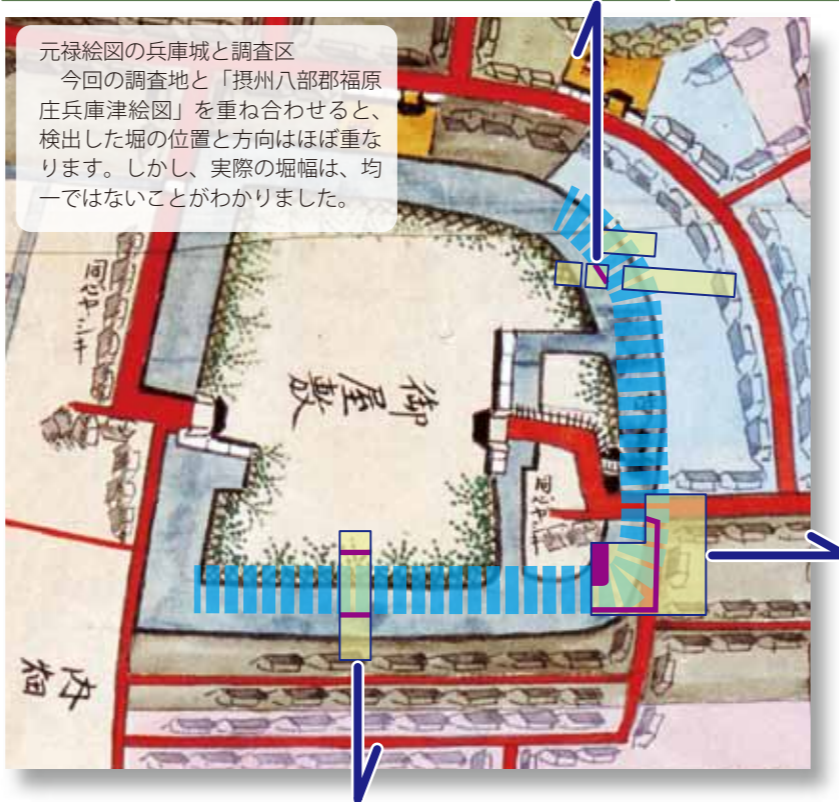 元禄絵図の兵庫城と調査区
　今回の調査地と「摂州八部郡福原
庄兵庫津絵図」を重ね合わせると、
検出した堀の位置と方向はほぼ重な
ります。しかし、実際の堀幅は、均
一ではないことがわかりました。
御屋敷